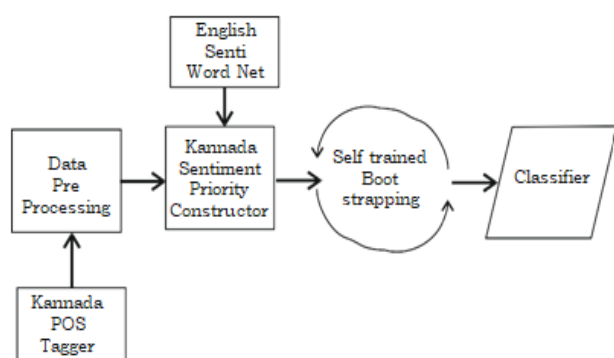 English
Senti
Word Net
Data
Pre
Processing
Kannada
Sentiment
Priority
Constructor
Self trained
Boot
strapping
Classifier
Kannada
POS
Tagger